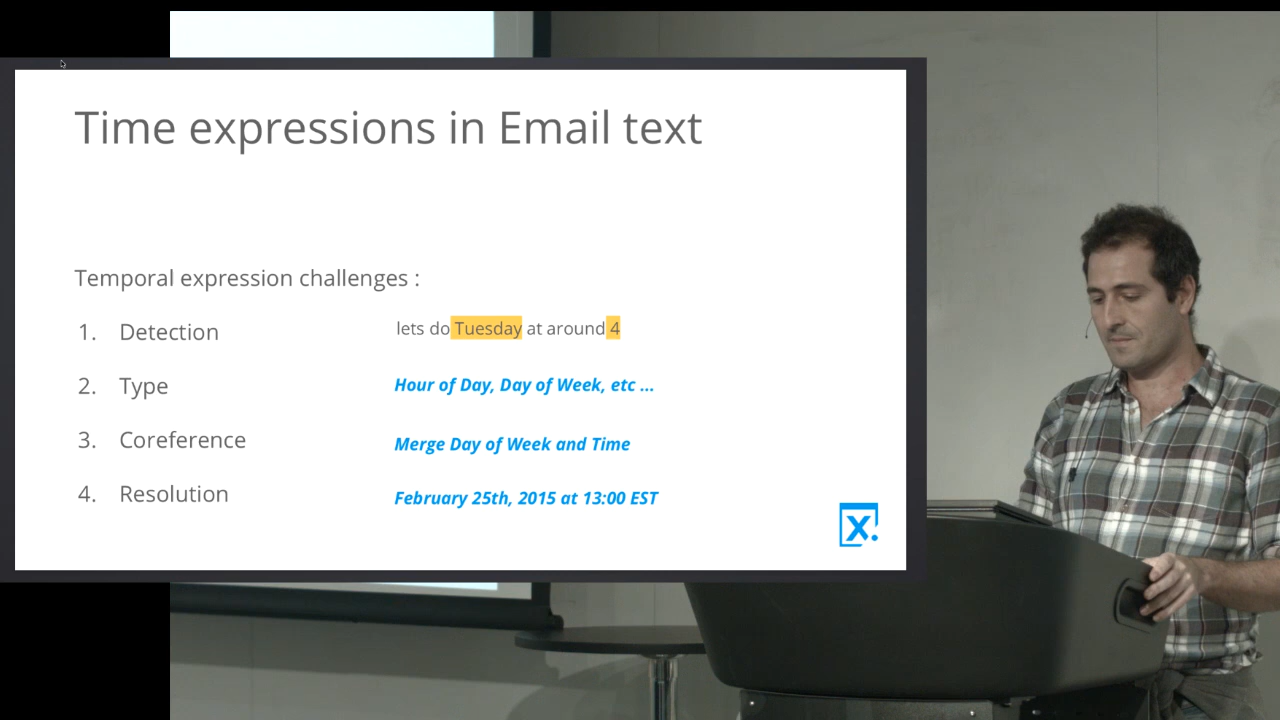 Time expressions in Email text
Temporal expression challenges :
1. Detection
lets do Tuesday at around 4
2. Type
Hour of Day, Day of Week, etc ...
3. Coreference
Merge Day of Week and Time
4. Resolution
February 25th, 2015 at 13:00 EST
x.